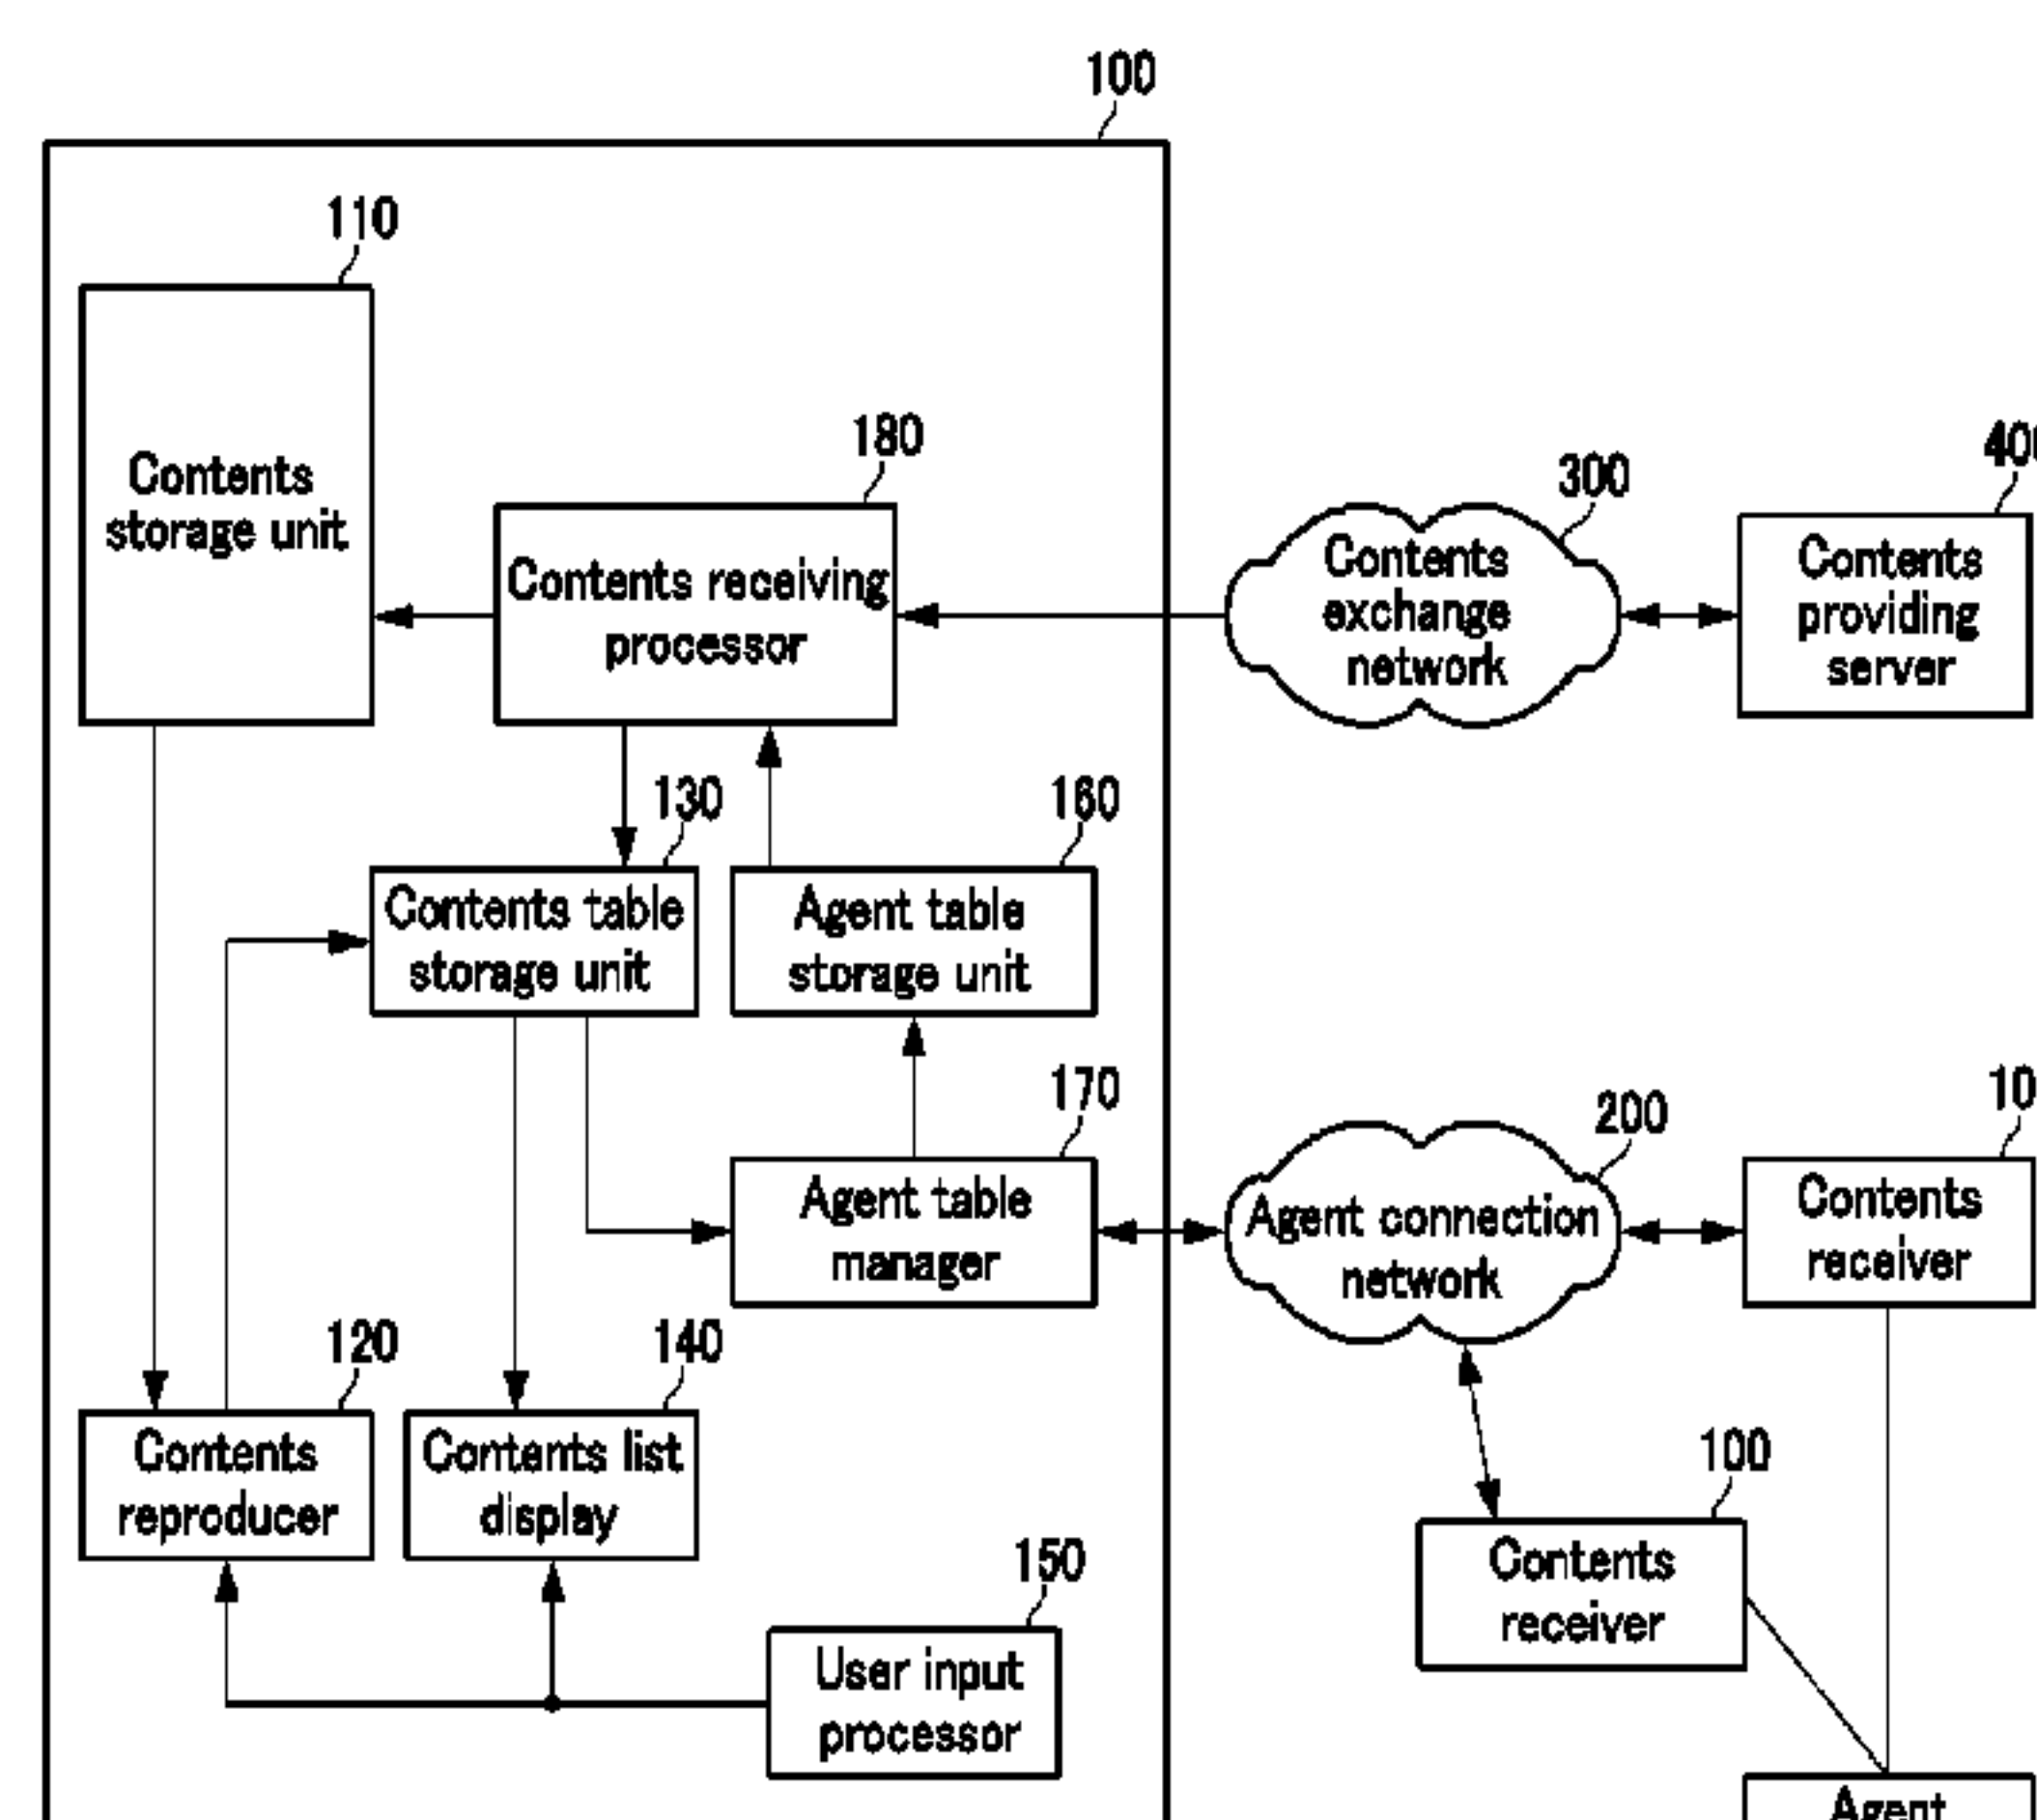 100
110
Contents
storage unit
180
Contents receiving
processor
300
Contents
exchange
network
400
Contents
providing
server
130
Contents table
storage unit
160
Agent table
storage unit
170
Agent table
manager
200
Agent connection
network
10
Contents
receiver
120
Contents
reproducer
140
Contents list
display
100
Contents
receiver
150
User input
processor
Agent